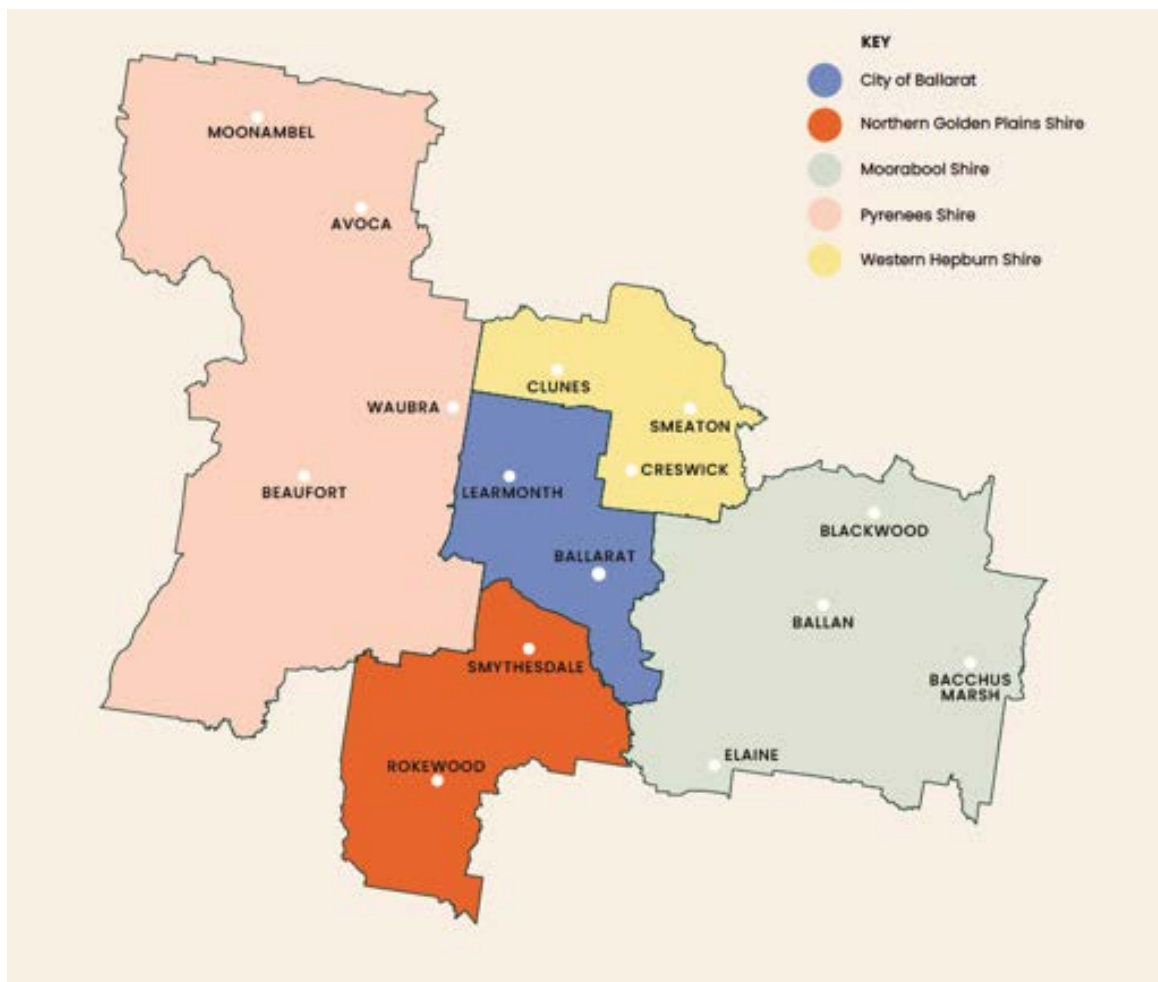 KEY
City of Ballarat
Northern Golden Plains Shire
Moorabool Shire
Pyrenees Shire
Western Hepburn Shire
MOONAMBEL
AVOCA
CLUNES
WAUBRA
SMEATON
CRESWICK
BEAUFORT
LEARMONTH
BLACKWOOD
BALLARAT
BALLAN
SMYTHESDALE
BACCHUS
MARSH
ELAINE
ROKEWOOD